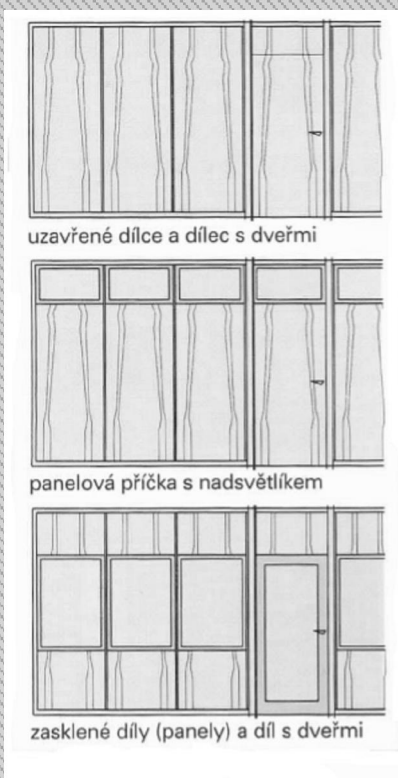 uzavřené dílce a dílec s dveřmi
panelová příčka s nadsvětlíkem
zasklené díly (panely) a díl s dveřmi